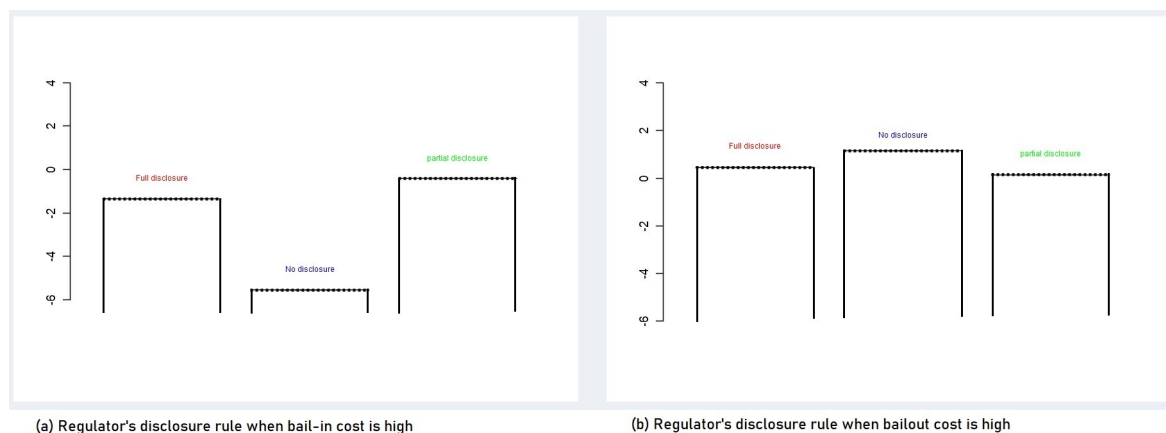 4
2
0
-2
-4
-6
Full disclosure
No disclosure
partial disclosure
(a) Regulator's disclosure rule when bail-in cost is high
4
2
0
-2
-4
-6
Full disclosure
No disclosure
partial disclosure
(b) Regulator's disclosure rule when bailout cost is high